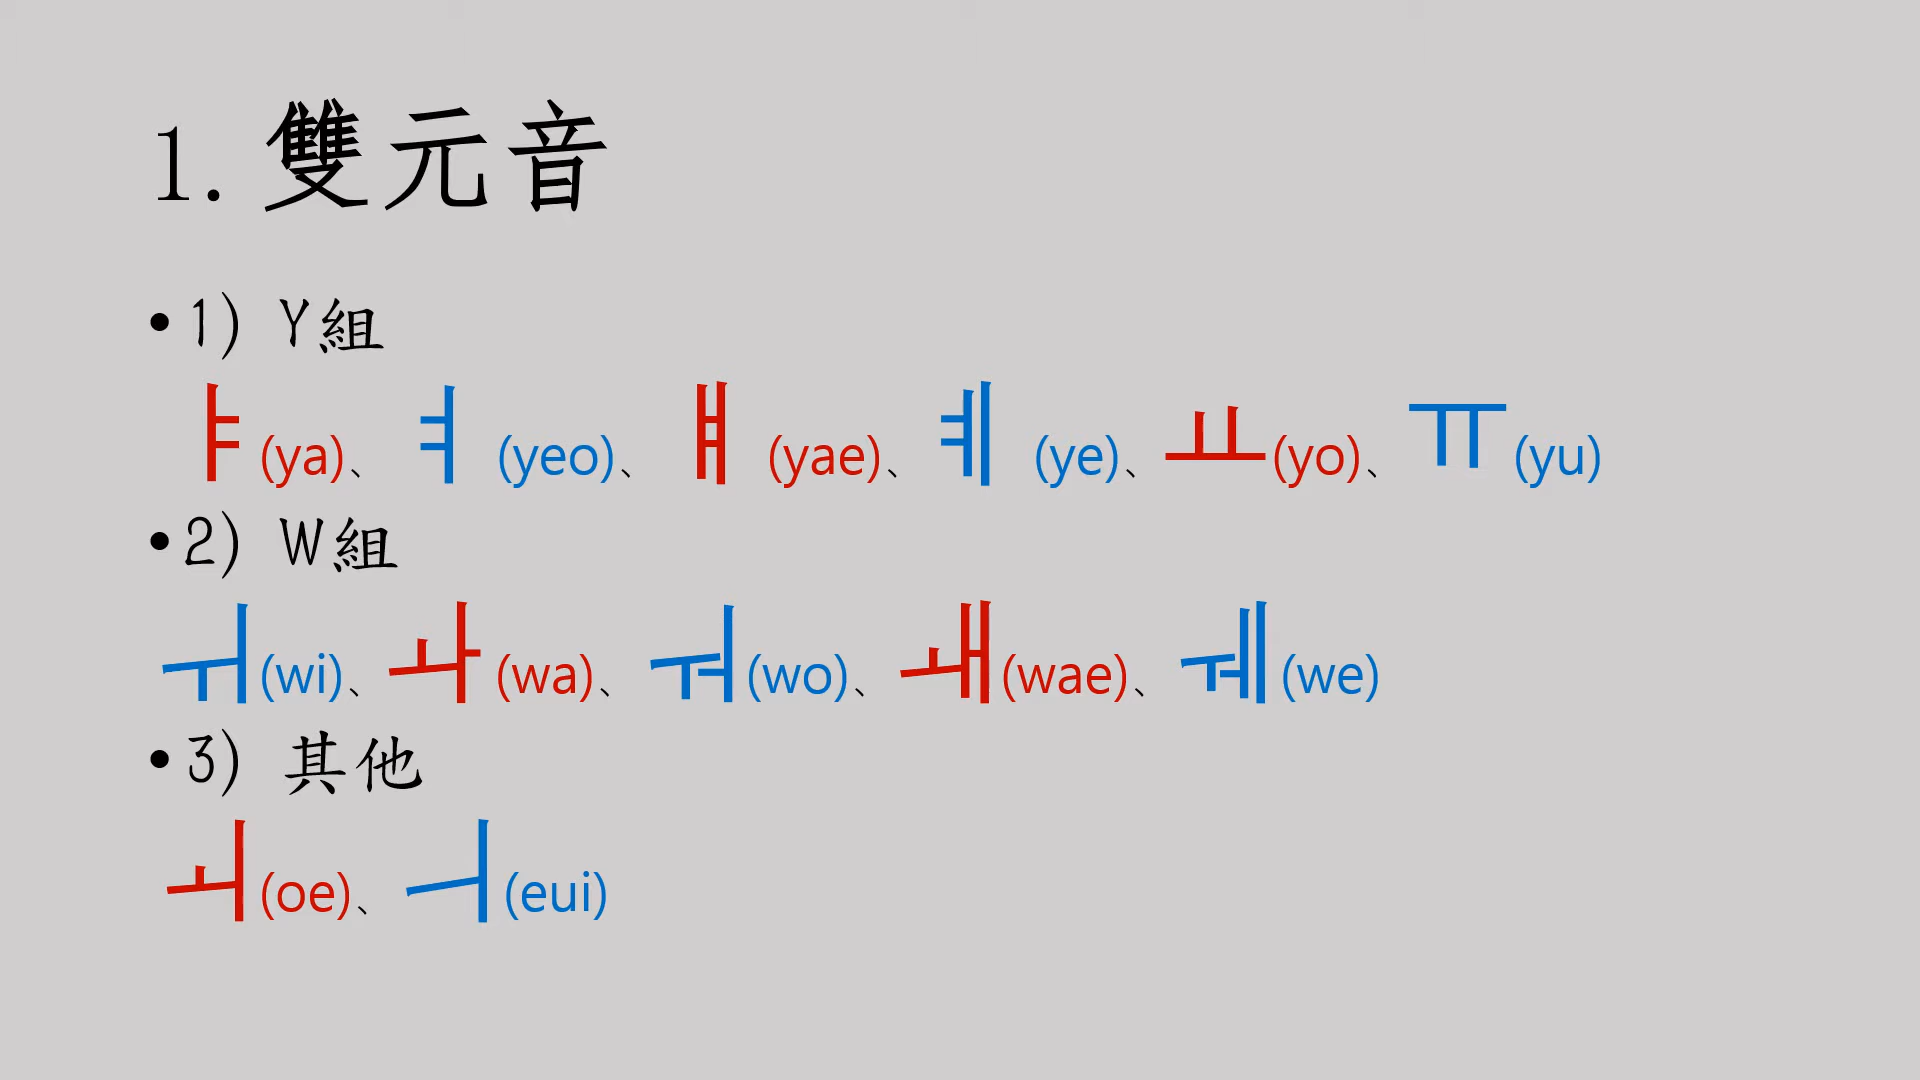 1. 雙元音
• 1) Y組
ㅑ(ya)、ㅕ(yeo)、ㅒ(yae)、ㅖ(ye)、ㅛ(yo)、ㅠ(yu)
• 2) W組
ㅟ(wi)、ㅘ(wa)、ㅝ(wo)、ㅙ(wae)、ㅞ(we)
• 3) 其他
ㅚ(oe)、ㅢ(eui)